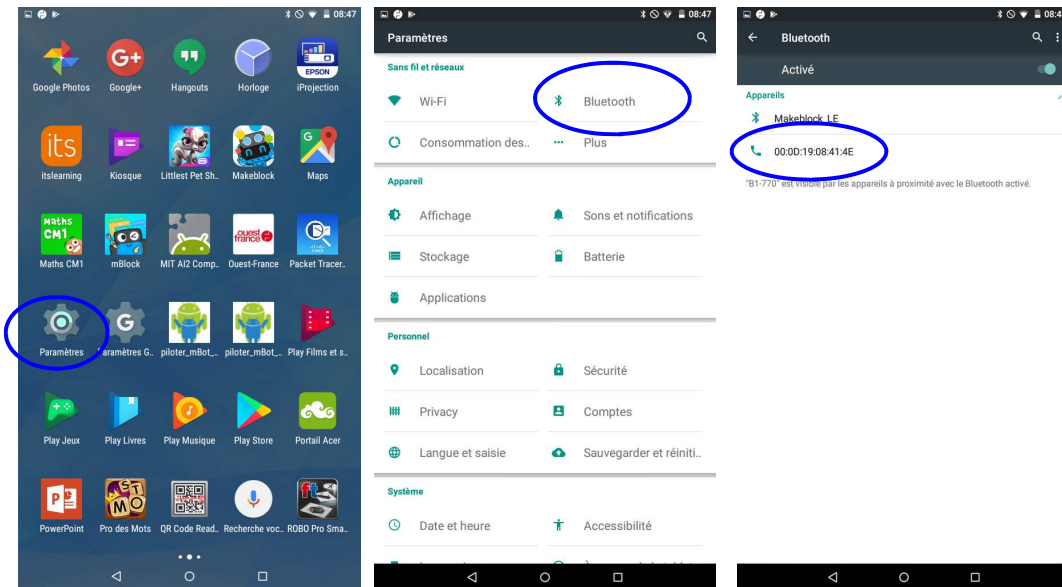 08:47
EPSON
Google Photos Google+ Hangouts Horloge iProjection
its
itslearning Kiosque Littlest Pet Sh.. Makeblock Maps
Maths
CM1
ouest
france
Maths CM1 mBlock MIT AI2 Comp.. Ouest-France Packet Tracer..
Paramètres Paramètres G.. piloter_mBot_.. piloter_mBot_.. Play Films et s..
Play Jeux Play Livres Play Musique Play Store Portail Acer
PowerPoint Pro des Mots QR Code Read.. Recherche voc.. ROBO Pro Sma..
08:47
Paramètres
Sans fil et réseaux
Wi-Fi Bluetooth
Consommation des.. Plus
Appareil
Affichage Sons et notifications
Stockage Batterie
Applications
Personnel
Localisation Sécurité
Privacy Comptes
Langue et saisie Sauvegarder et réiniti..
Système
Date et heure Accessibilité
08:4
Bluetooth
Activé
Appareils
Makeblock_LE
00:0D:19:08:41:4E
"B1-770" est visible par les appareils à proximité avec le Bluetooth activé.